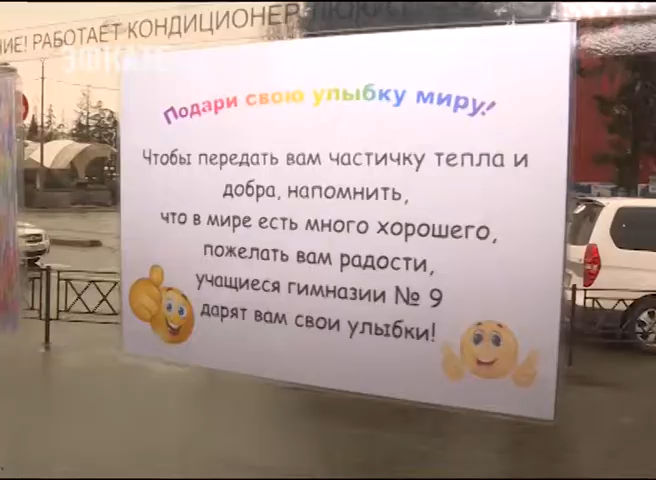 НИЕ! РАБОТАЕТ КОНДИЦИОНЕР
Подари свою улыбку миру!
Чтобы передать вам частичку тепла и
добра, напомнить,
что в мире есть много хорошего,
пожелать вам радости,
учащиеся гимназии № 9
дарят вам свои улыбки!